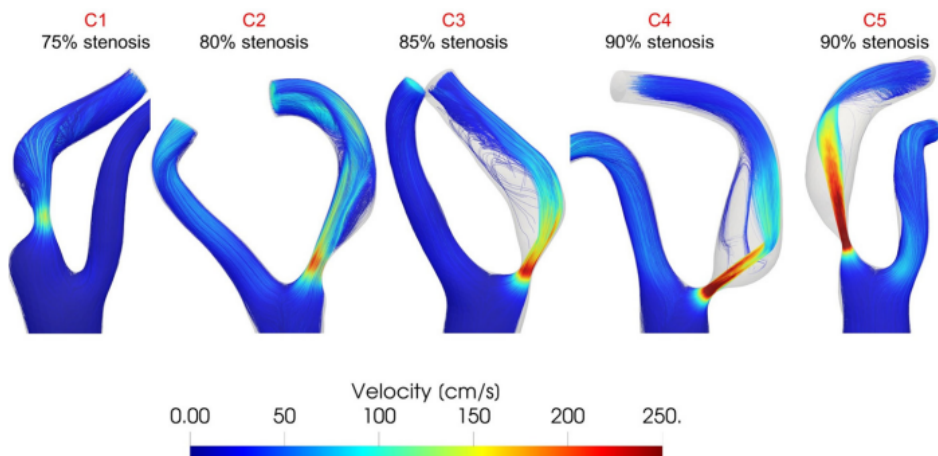 C1
75% stenosis
C2
80% stenosis
C3
85% stenosis
C4
90% stenosis
C5
90% stenosis
Velocity (cm/s)
0.00 50 100 150 200 250.